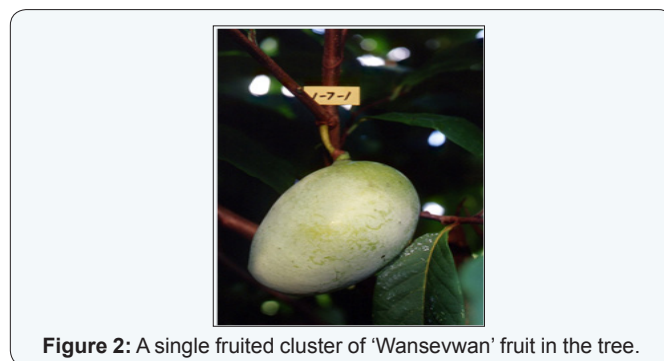 1-7-1
Figure 2: A single fruited cluster of ‘Wansevwan’ fruit in the tree.